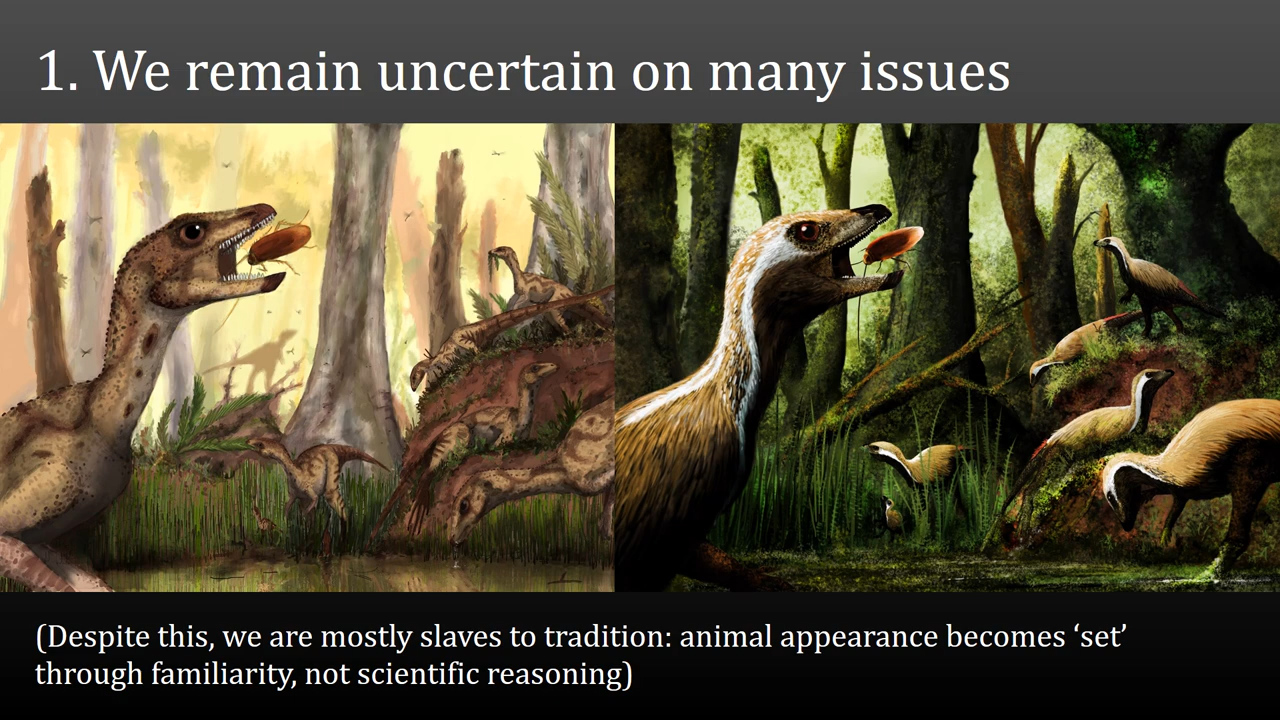 1. We remain uncertain on many issues
(Despite this, we are mostly slaves to tradition: animal appearance becomes ‘set’
through familiarity, not scientific reasoning)